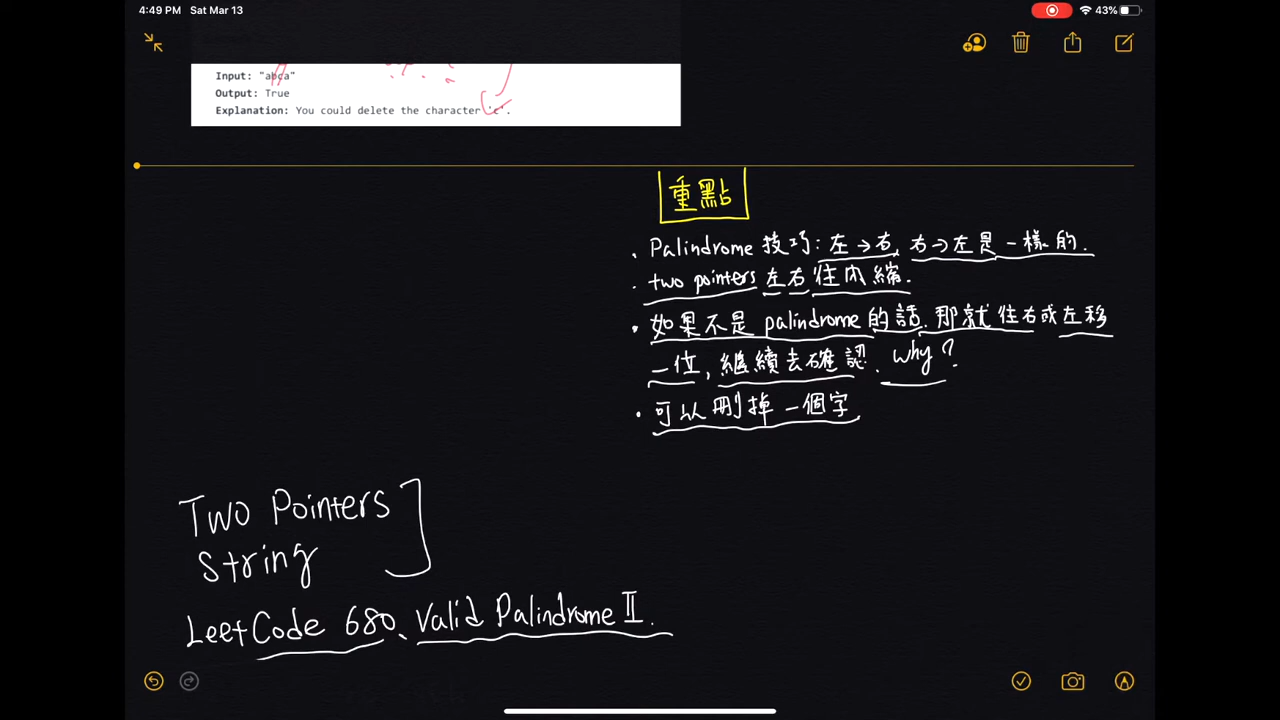 4:49 PM Sat Mar 13
43%
Input: "abca"
Output: True
Explanation: You could delete the character 'c'.
重點
. Palindrome 技巧: 左→右, 右→左是一樣的.
. two pointers 左右往內縮.
• 如果不是 palindrome 的話, 那就往右或左移
一位, 繼續去確認. why?
• 可以刪掉一個字.
Two Pointers
String
LeetCode 680、Valid Palindrome II.